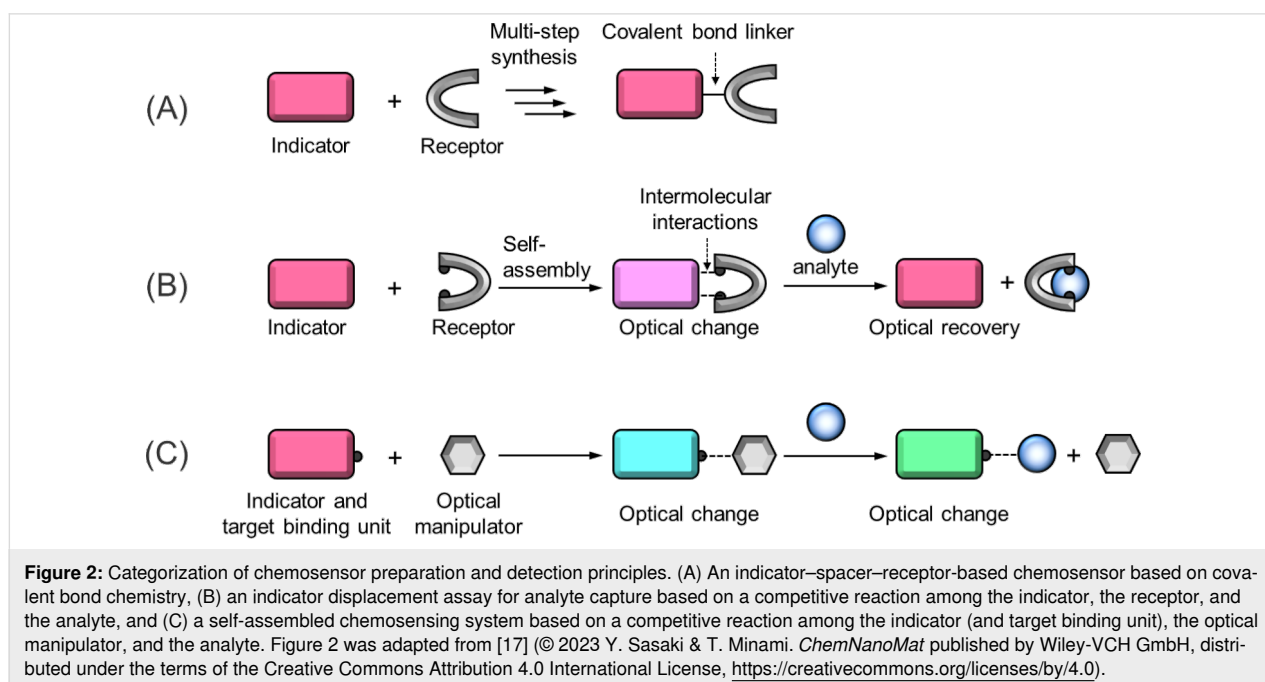 Multi-step
synthesis
Covalent bond linker
(A)
+
Indicator
Receptor
Intermolecular
interactions
Self-
assembly
analyte
(B)
+
+
Indicator
Receptor
Optical change
Optical recovery
(C)
+
+
Indicator and
target binding unit
Optical
manipulator
Optical change
Optical change
Figure 2: Categorization of chemosensor preparation and detection principles. (A) An indicator–spacer–receptor-based chemosensor based on cova-
lent bond chemistry, (B) an indicator displacement assay for analyte capture based on a competitive reaction among the indicator, the receptor, and
the analyte, and (C) a self-assembled chemosensing system based on a competitive reaction among the indicator (and target binding unit), the optical
manipulator, and the analyte. Figure 2 was adapted from [17] (© 2023 Y. Sasaki & T. Minami. ChemNanoMat published by Wiley-VCH GmbH, distri-
buted under the terms of the Creative Commons Attribution 4.0 International License, https://creativecommons.org/licenses/by/4.0).